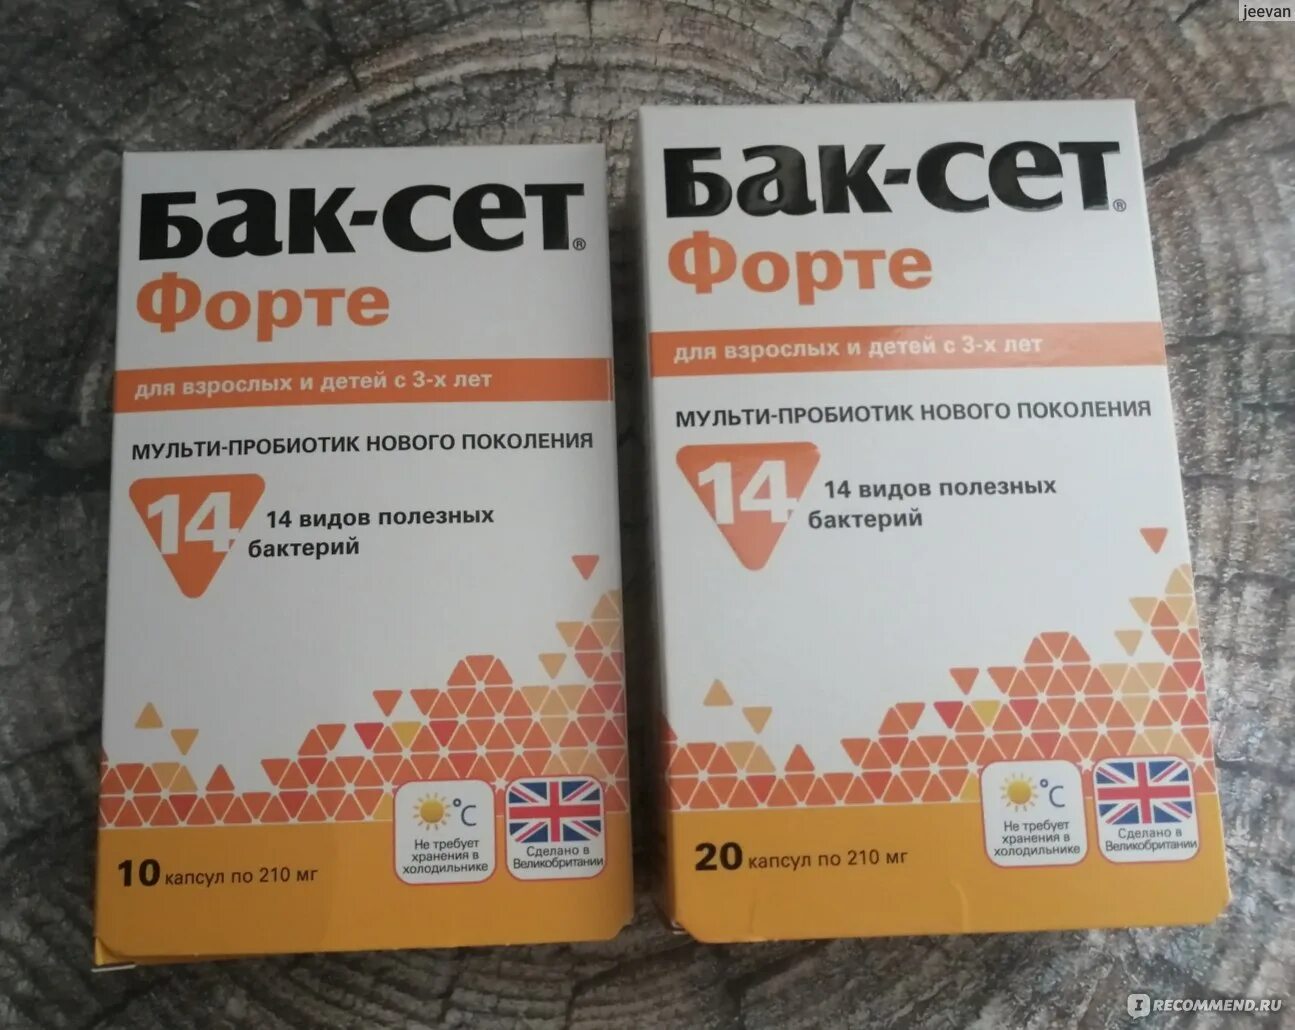 jeevan
Бак-сет®
Форте
для взрослых и детей с 3-х лет
МУЛЬТИ-ПРОБИОТИК НОВОГО ПОКОЛЕНИЯ
14
14 видов полезных
бактерий
°C
Не требует
хранения в
холодильнике
Сделано в
Великобритании
10 капсул по 210 мг
Бак-сет®
Форте
для взрослых и детей с 3-х лет
МУЛЬТИ-ПРОБИОТИК НОВОГО ПОКОЛЕНИЯ
14
14 видов полезных
бактерий
°C
Не требует
хранения в
холодильнике
Сделано в
Великобритании
20 капсул по 210 мг
IRECOMMEND.RU